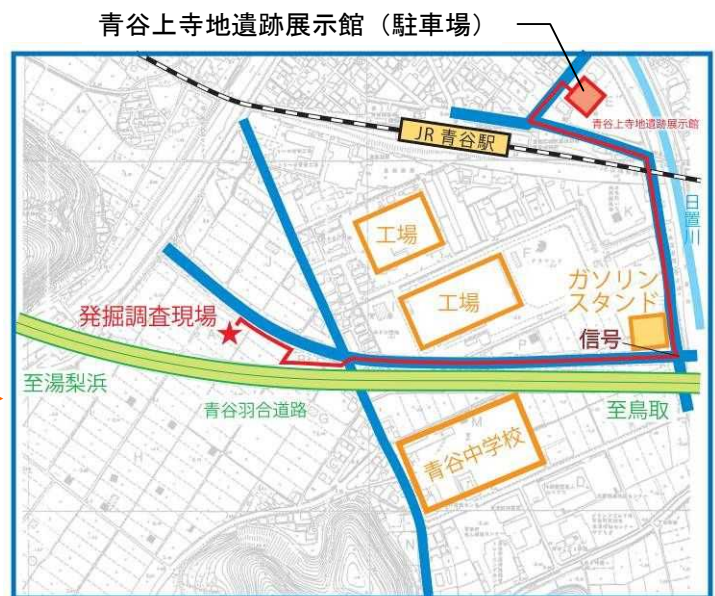 青谷上寺地遺跡展示館（駐車場）
青谷上寺地遺跡展示館
JR 青谷駅
日置川
工場
工場
ガソリン
スタンド
信号
発掘調査現場
至湯梨浜
青谷羽合道路
至鳥取
青谷中学校